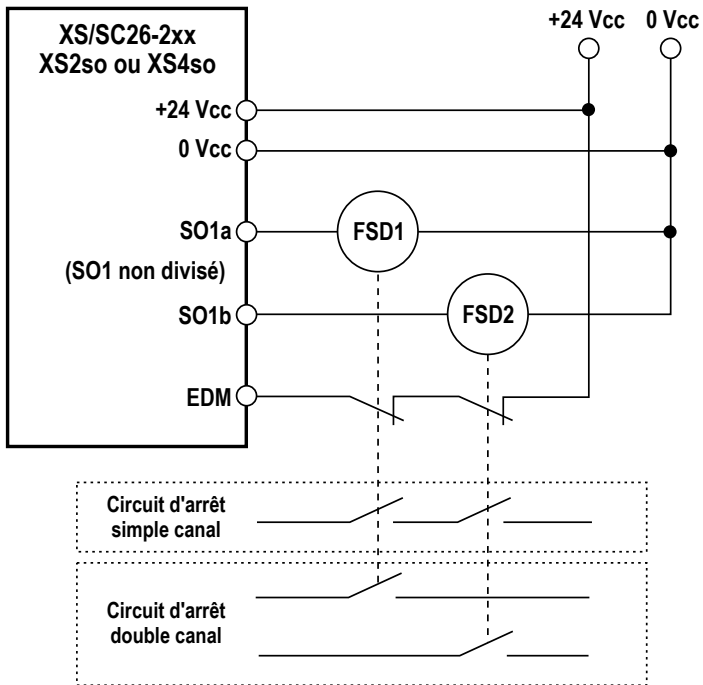 +24 Vcc 0 Vcc
XS/SC26-2xx
XS2so ou XS4so
+24 Vcc
0 Vcc
SO1a
FSD1
(SO1 non divisé)
SO1b
FSD2
EDM
Circuit d'arrêt
simple canal
Circuit d'arrêt
double canal